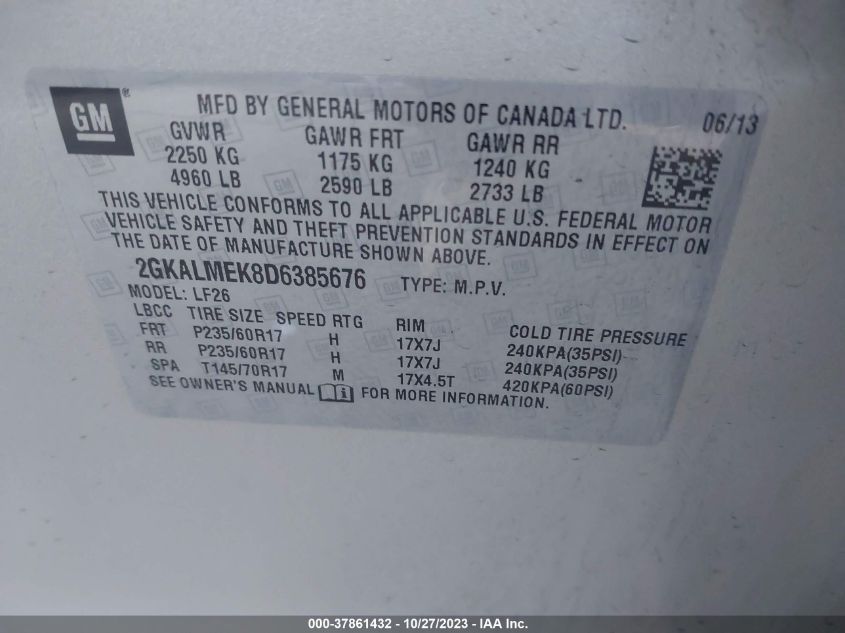 GM®
MFD BY GENERAL MOTORS OF CANADA LTD. 06/13
GVWR GAWR FRT GAWR RR
2250 KG 1175 KG 1240 KG
4960 LB 2590 LB 2733 LB
THIS VEHICLE CONFORMS TO ALL APPLICABLE U.S. FEDERAL MOTOR
VEHICLE SAFETY AND THEFT PREVENTION STANDARDS IN EFFECT ON
THE DATE OF MANUFACTURE SHOWN ABOVE.
2GKALMEK8D6385676 TYPE: M.P.V.
MODEL: LF26
LBCC TIRE SIZE SPEED RTG RIM COLD TIRE PRESSURE
FRT P235/60R17 H 17X7J 240KPA(35PSI)
RR P235/60R17 H 17X7J 240KPA(35PSI)
SPA T145/70R17 M 17X4.5T 420KPA(60PSI)
SEE OWNER'S MANUAL FOR MORE INFORMATION.
000-37861432 - 10/27/2023 - IAA Inc.